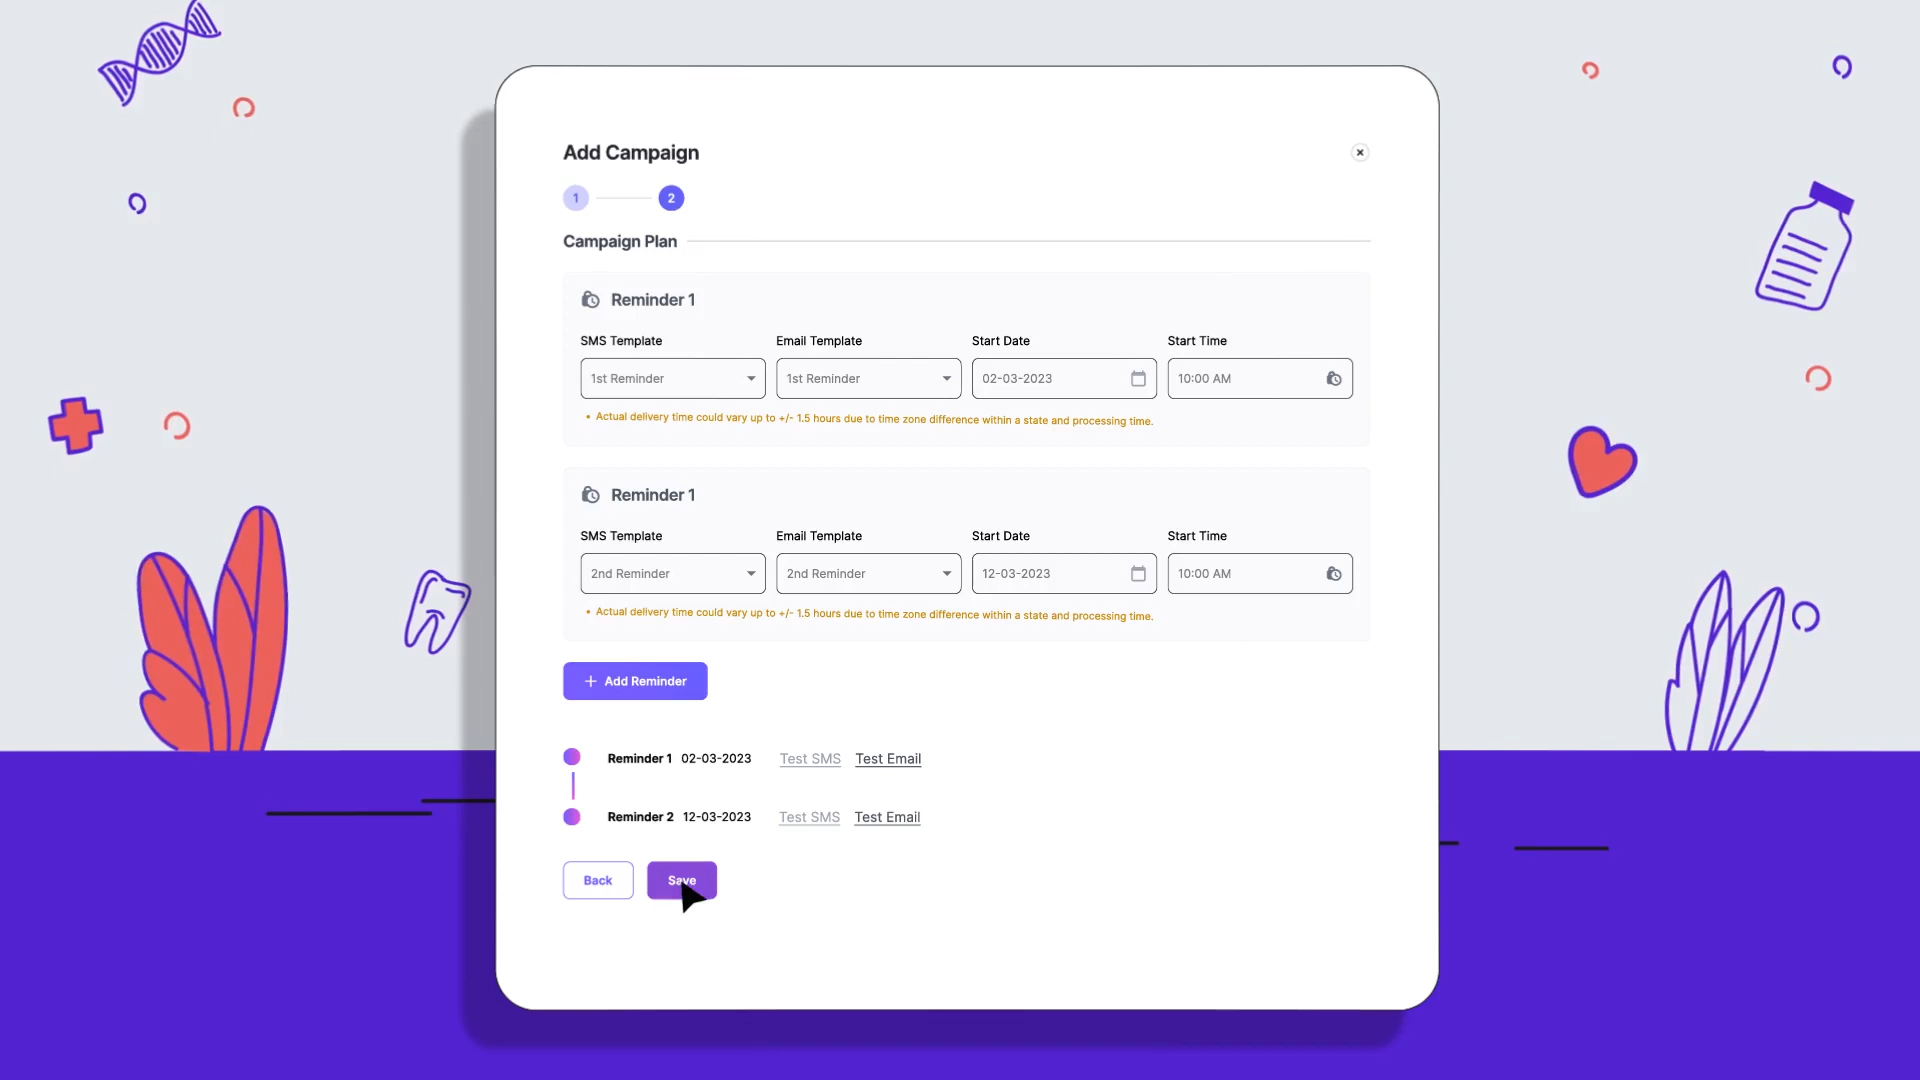 Add Campaign
1 2
Campaign Plan
Reminder 1
SMS Template Email Template Start Date Start Time
1st Reminder 1st Reminder 02-03-2023 10:00 AM
• Actual delivery time could vary up to +/- 1.5 hours due to time zone difference within a state and processing time.
Reminder 1
SMS Template Email Template Start Date Start Time
2nd Reminder 2nd Reminder 12-03-2023 10:00 AM
• Actual delivery time could vary up to +/- 1.5 hours due to time zone difference within a state and processing time.
+ Add Reminder
Reminder 1 02-03-2023 Test SMS Test Email
Reminder 2 12-03-2023 Test SMS Test Email
Back Save